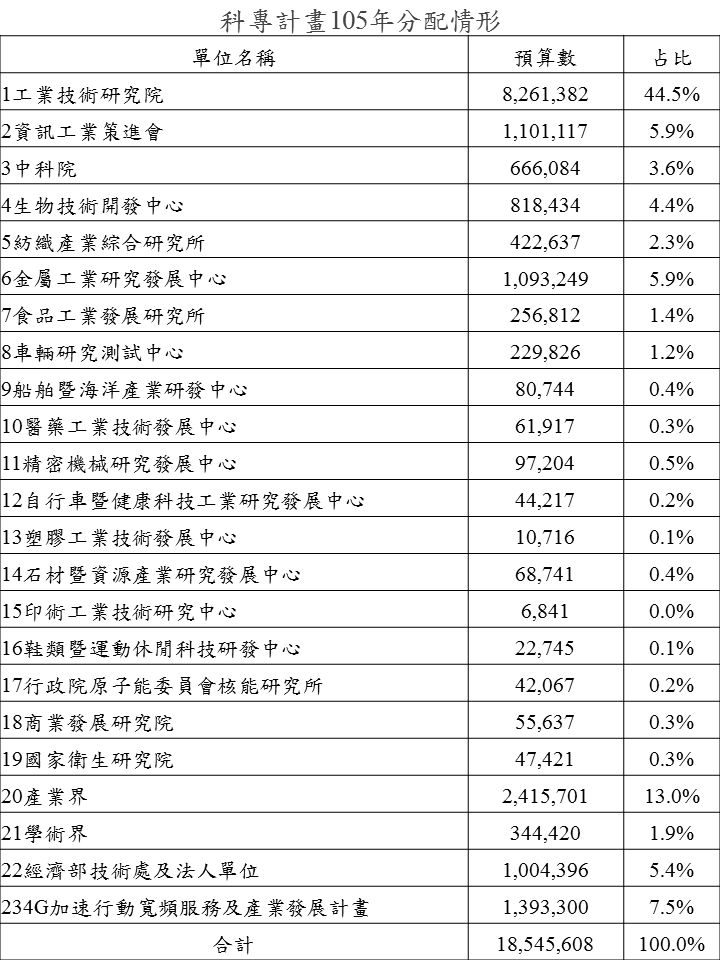 科專計畫105年分配情形
單位名稱 預算數 占比
1工業技術研究院 8,261,382 44.5%
2資訊工業策進會 1,101,117 5.9%
3中科院 666,084 3.6%
4生物技術開發中心 818,434 4.4%
5紡織產業綜合研究所 422,637 2.3%
6金屬工業研究發展中心 1,093,249 5.9%
7食品工業發展研究所 256,812 1.4%
8車輛研究測試中心 229,826 1.2%
9船舶暨海洋產業研發中心 80,744 0.4%
10醫藥工業技術發展中心 61,917 0.3%
11精密機械研究發展中心 97,204 0.5%
12自行車暨健康科技工業研究發展中心 44,217 0.2%
13塑膠工業技術發展中心 10,716 0.1%
14石材暨資源產業研究發展中心 68,741 0.4%
15印術工業技術研究中心 6,841 0.0%
16鞋類暨運動休閒科技研發中心 22,745 0.1%
17行政院原子能委員會核能研究所 42,067 0.2%
18商業發展研究院 55,637 0.3%
19國家衛生研究院 47,421 0.3%
20產業界 2,415,701 13.0%
21學術界 344,420 1.9%
22經濟部技術處及法人單位 1,004,396 5.4%
234G加速行動寬頻服務及產業發展計畫 1,393,300 7.5%
合計 18,545,608 100.0%